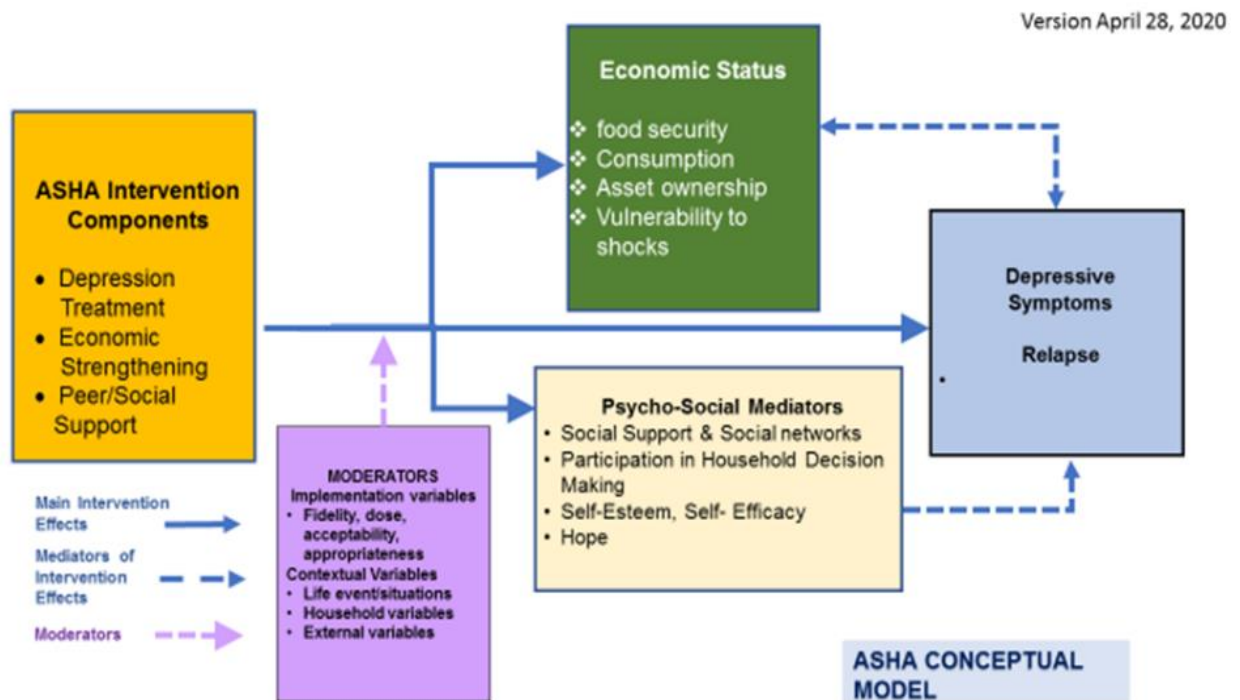 Version April 28, 2020
ASHA Intervention
Components
• Depression
Treatment
• Economic
Strengthening
• Peer/Social
Support
Economic Status
❖ food security
❖ Consumption
❖ Asset ownership
❖ Vulnerability to
shocks
Depressive
Symptoms
Relapse
•
Psycho-Social Mediators
• Social Support & Social networks
• Participation in Household Decision
Making
• Self-Esteem, Self- Efficacy
• Hope
MODERATORS
Implementation variables
• Fidelity, dose,
acceptability,
appropriateness
Contextual Variables
• Life event/situations
• Household variables
• External variables
Main Intervention
Effects
Mediators of
Intervention
Effects
Moderators
ASHA CONCEPTUAL
MODEL